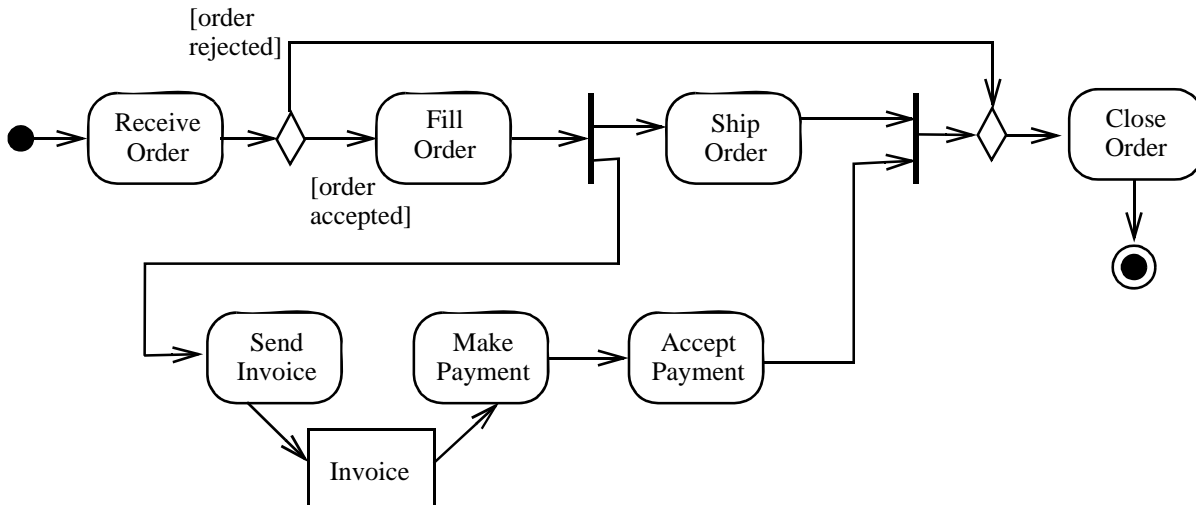 [order
rejected]
Receive
Order
Fill
Order
Ship
Order
Close
Order
[order
accepted]
Send
Invoice
Make
Payment
Accept
Payment
Invoice